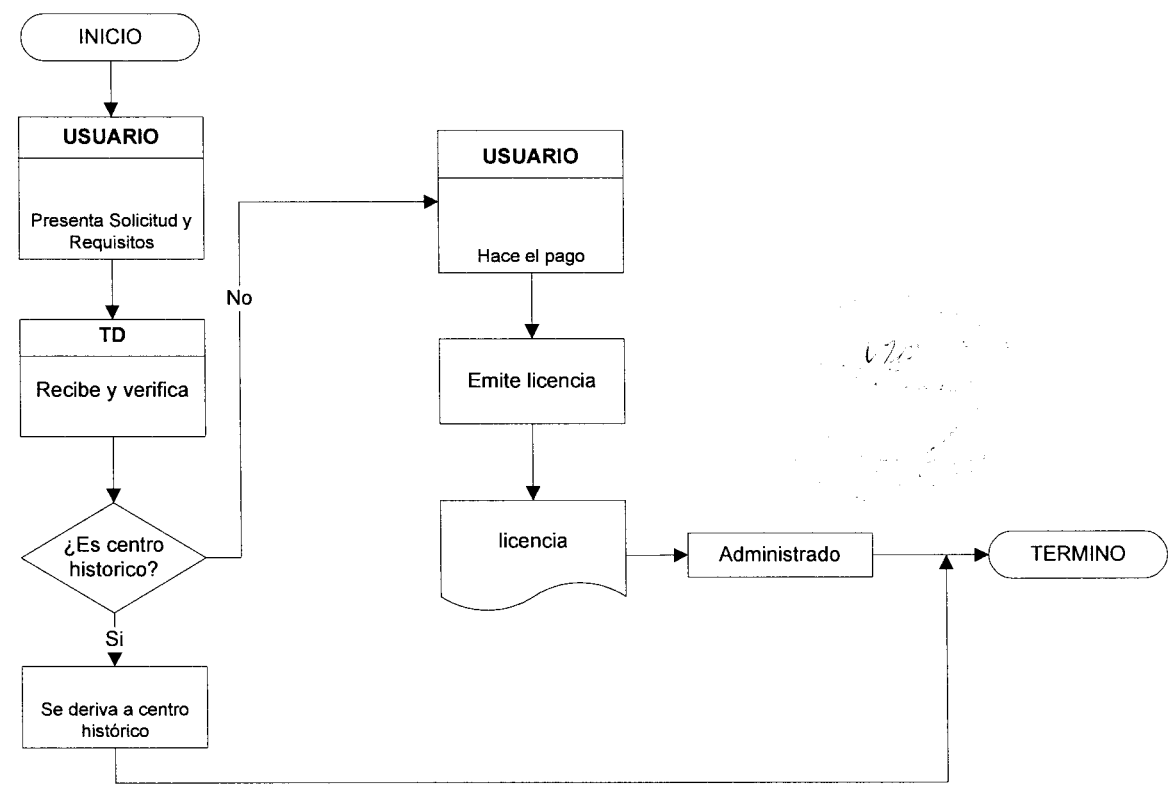 INICIO
USUARIO
Presenta Solicitud y
Requisitos
TD
Recibe y verifica
¿Es centro
historico?
Si
Se deriva a centro
histórico
No
USUARIO
Hace el pago
Emite licencia
licencia
Administrado
TERMINO